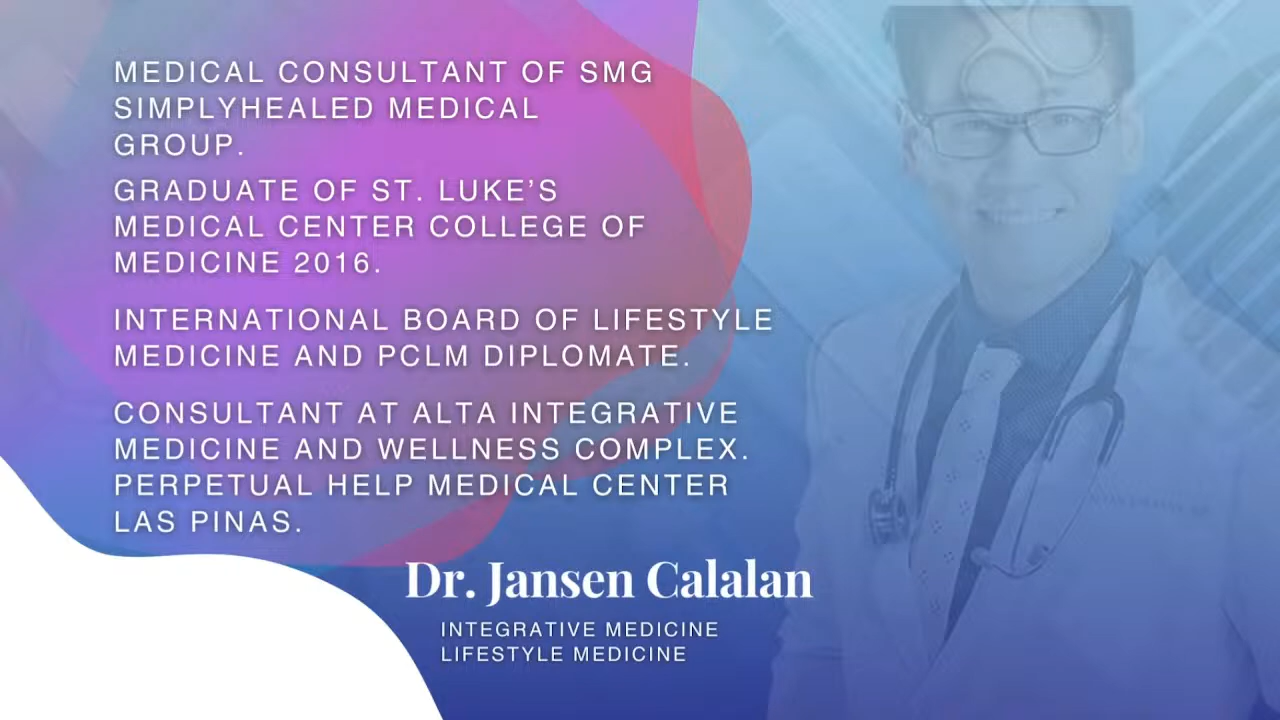 MEDICAL CONSULTANT OF SMG
SIMPLYHEALED MEDICAL
GROUP.
GRADUATE OF ST. LUKE'S
MEDICAL CENTER COLLEGE OF
MEDICINE 2016.
INTERNATIONAL BOARD OF LIFESTYLE
MEDICINE AND PCLM DIPLOMATE.
CONSULTANT AT ALTA INTEGRATIVE
MEDICINE AND WELLNESS COMPLEX.
PERPETUAL HELP MEDICAL CENTER
LAS PINAS.
Dr. Jansen Calalan
INTEGRATIVE MEDICINE
LIFESTYLE MEDICINE